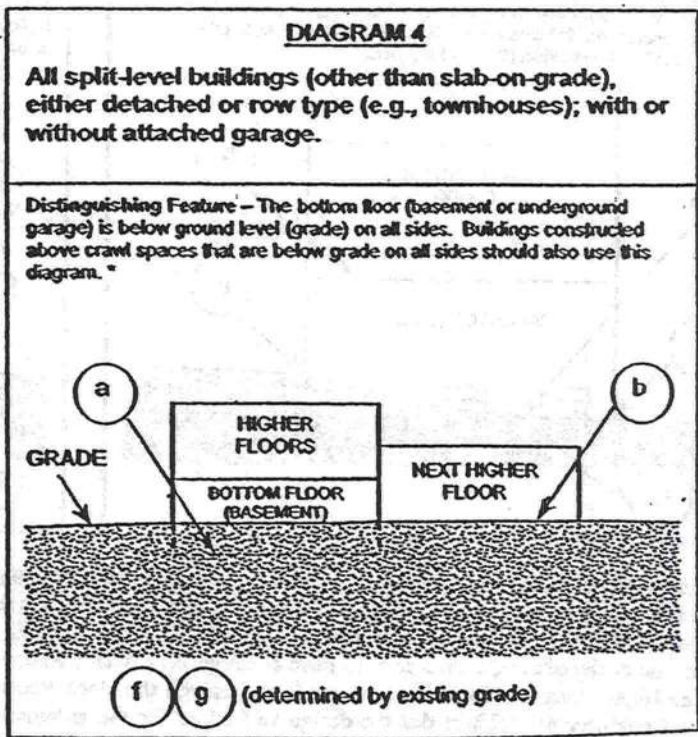 DIAGRAM 4
All split-level buildings (other than slab-on-grade),
either detached or row type (e.g., townhouses); with or
without attached garage.
Distinguishing Feature – The bottom floor (basement or underground
garage) is below ground level (grade) on all sides. Buildings constructed
above crawl spaces that are below grade on all sides should also use this
diagram. *
a
b
HIGHER
FLOORS
GRADE
NEXT HIGHER
FLOOR
BOTTOM FLOOR
(BASEMENT)
f g (determined by existing grade)